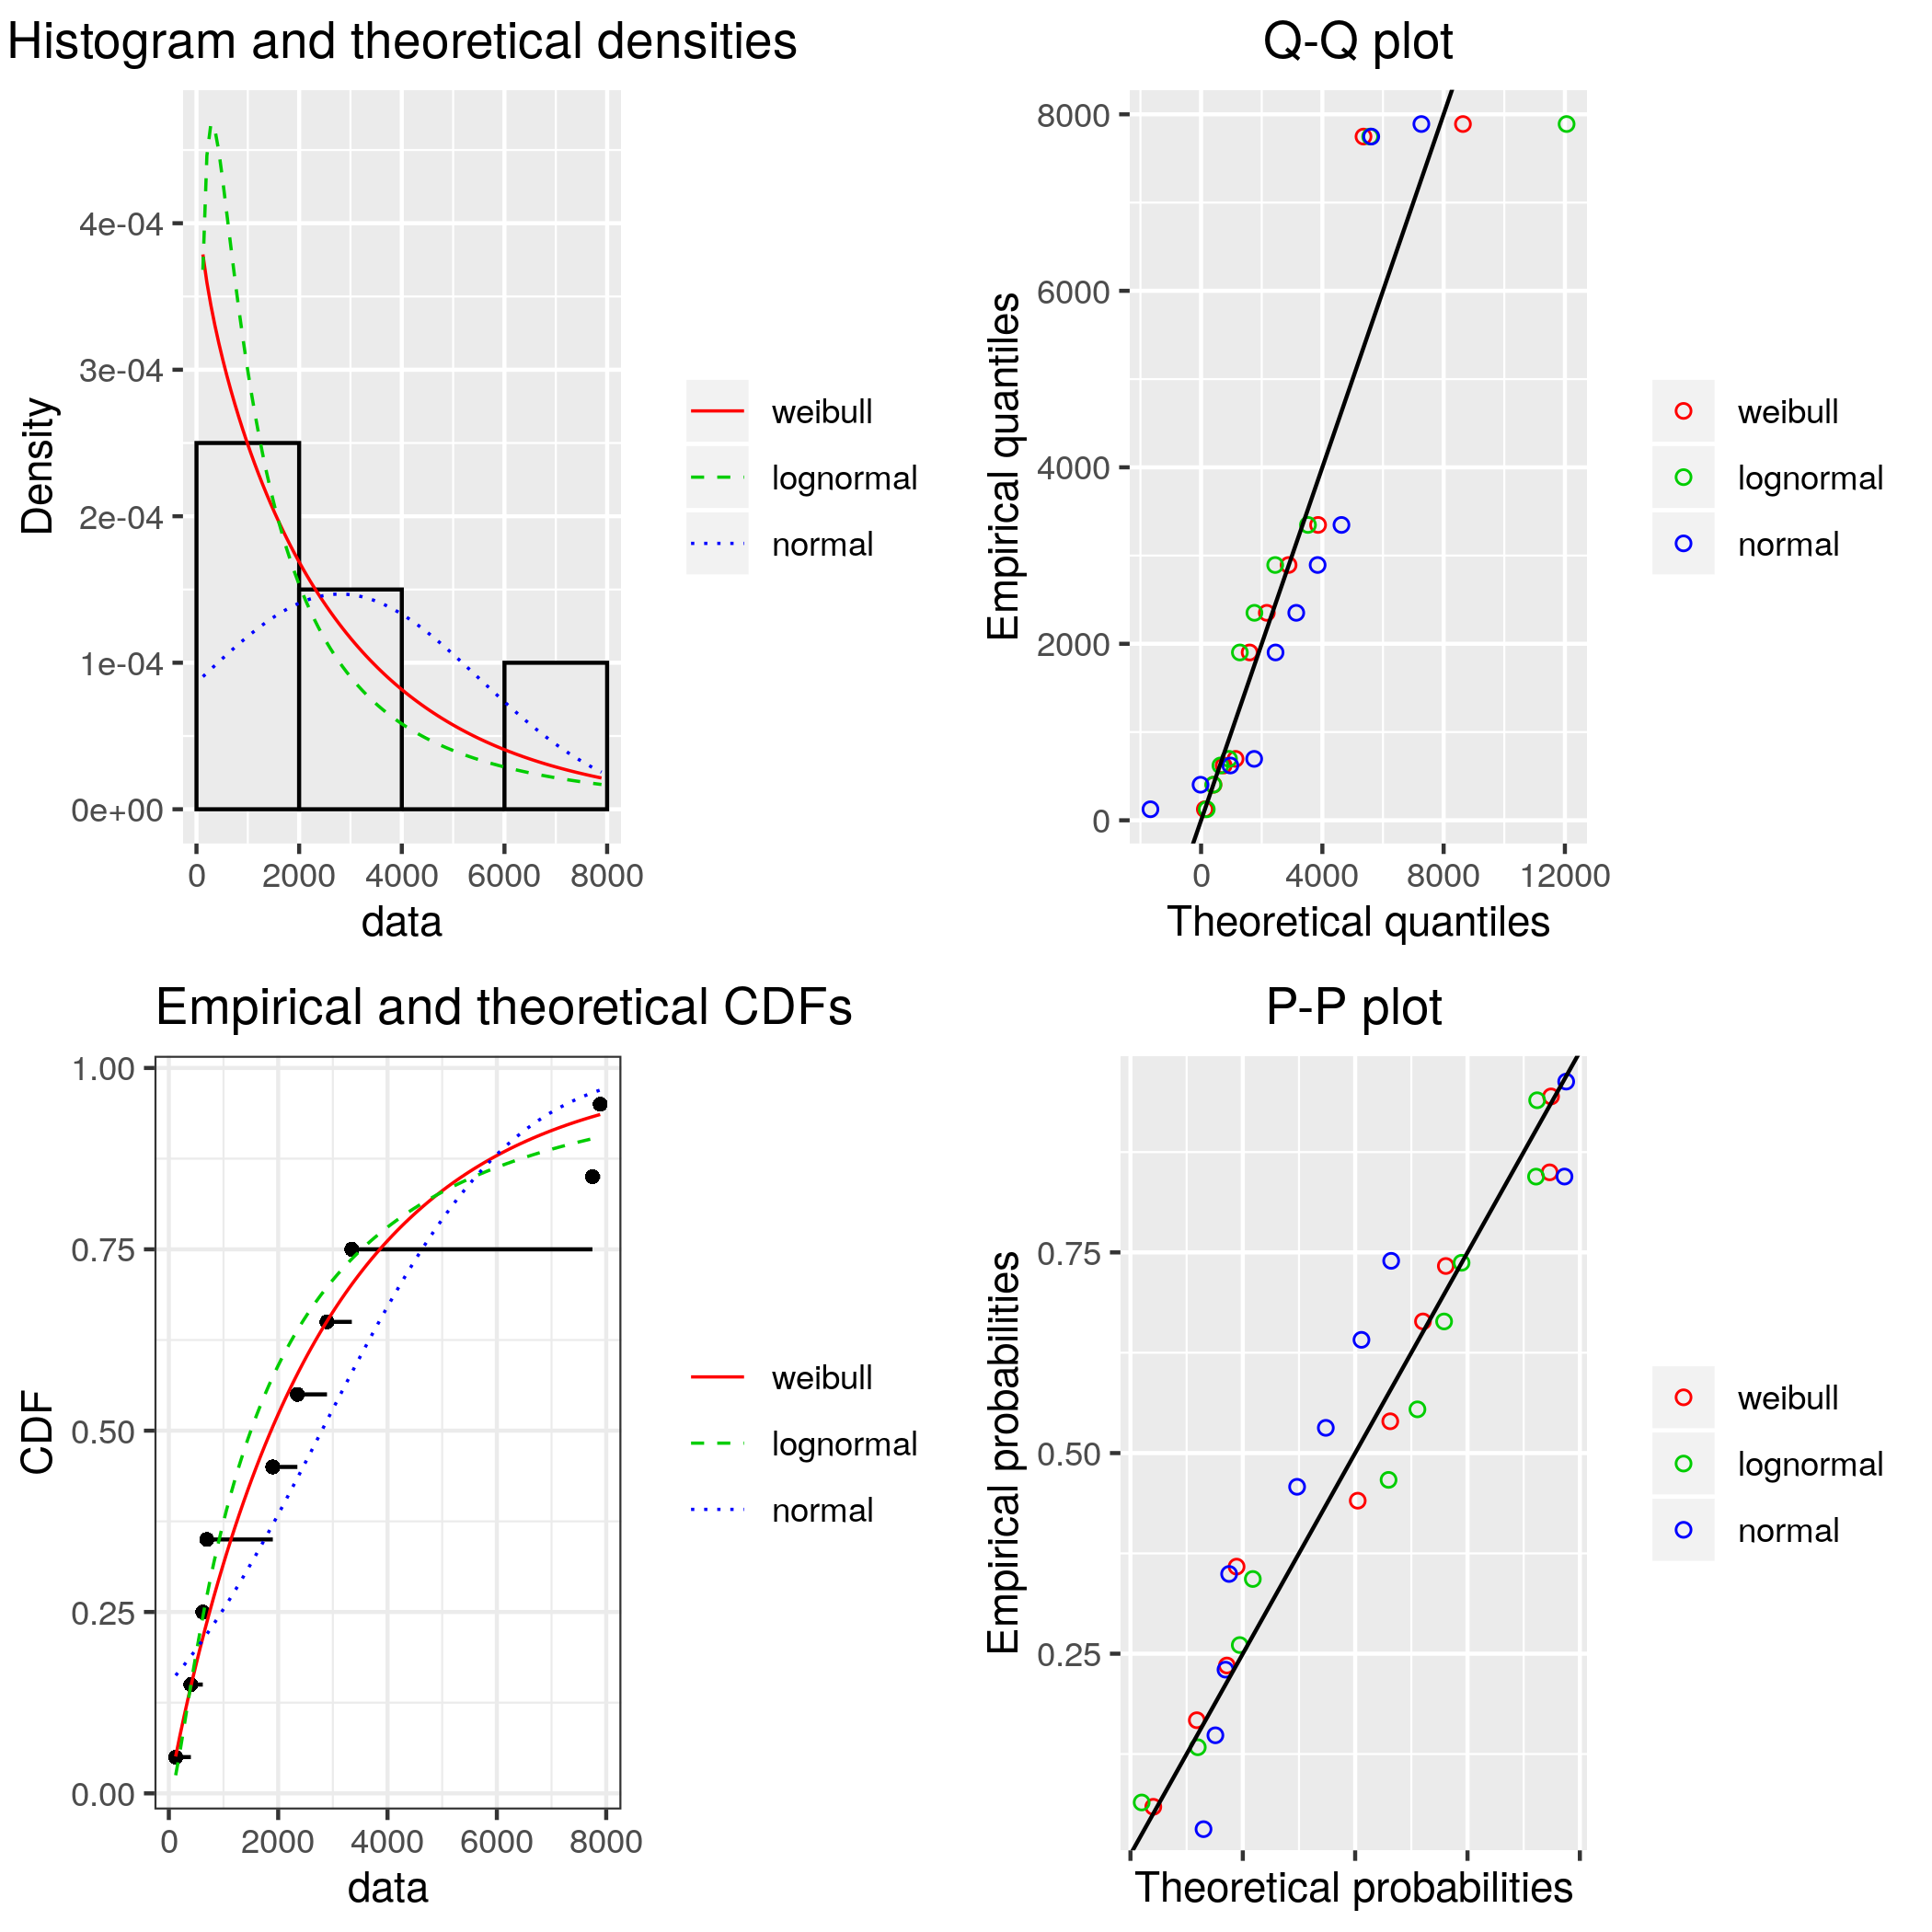 Histogram and theoretical densities
Density
4e-04
3e-04
2e-04
1e-04
0e+00
0 2000 4000 6000 8000
data
weibull
lognormal
normal
Q-Q plot
Empirical quantiles
8000
6000
4000
2000
0
0 4000 8000 12000
Theoretical quantiles
weibull
lognormal
normal
Empirical and theoretical CDFs
CDF
1.00
0.75
0.50
0.25
0.00
0 2000 4000 6000 8000
data
weibull
lognormal
normal
P-P plot
Empirical probabilities
0.75
0.50
0.25
Theoretical probabilities
weibull
lognormal
normal